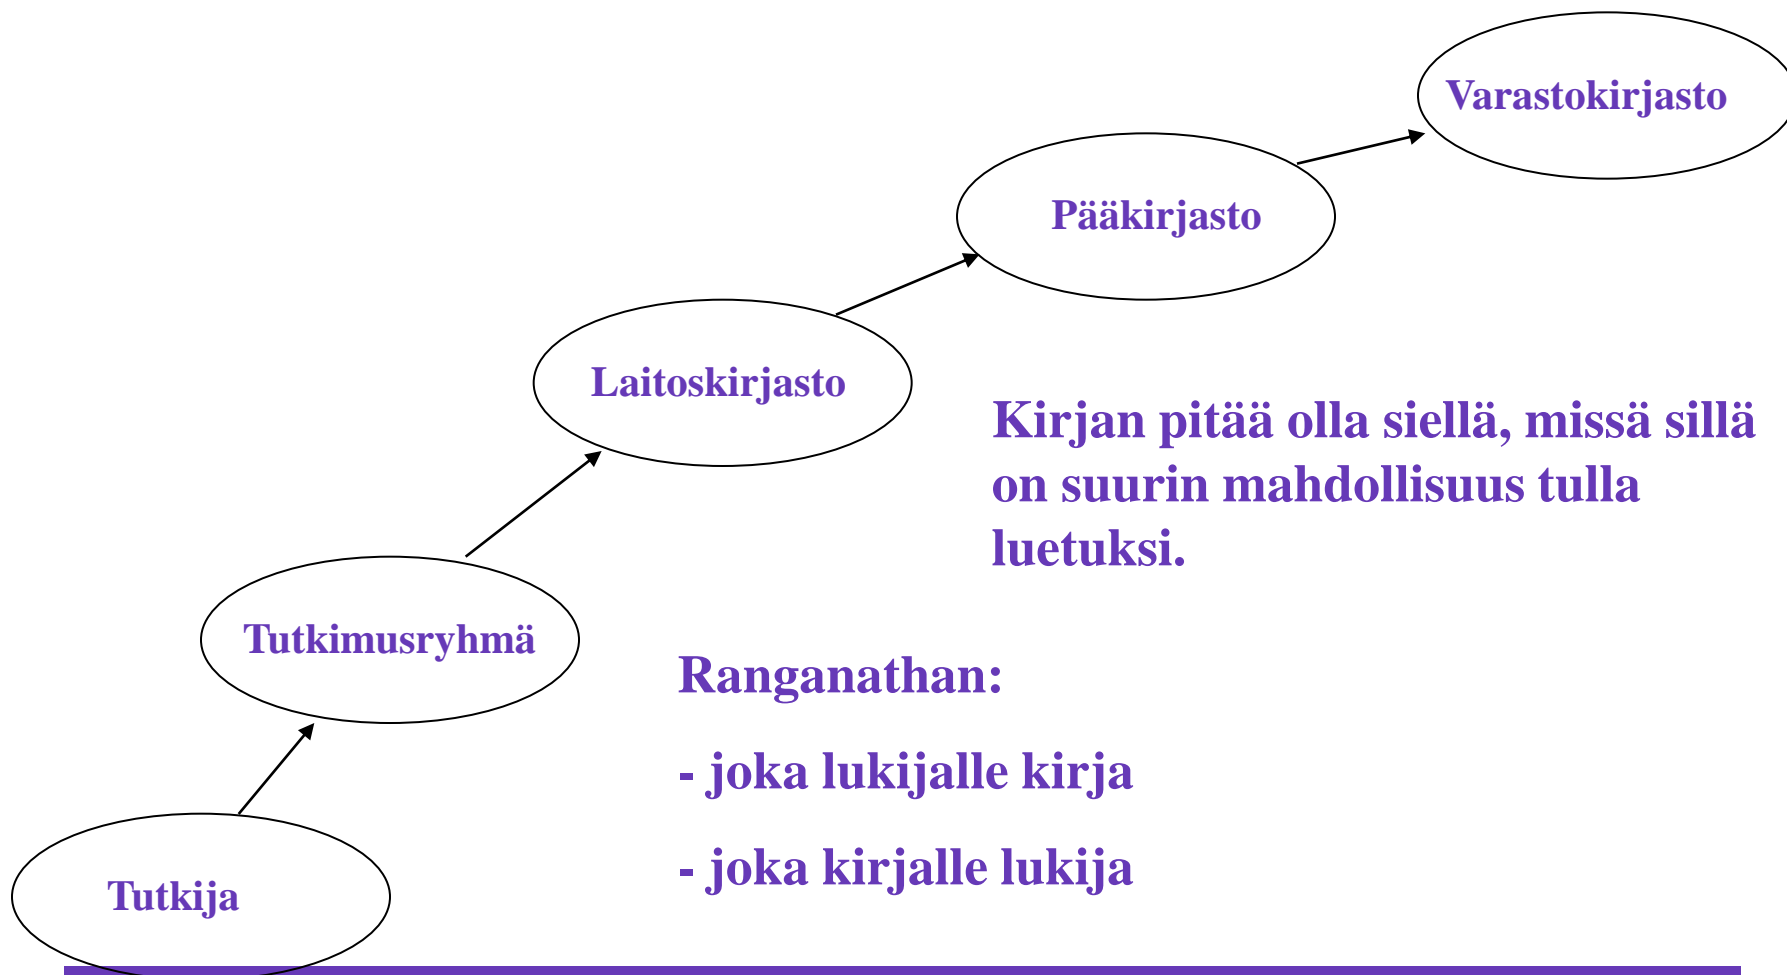 Varastokirjasto
Pääkirjasto
Laitoskirjasto
Kirjan pitää olla siellä, missä sillä
on suurin mahdollisuus tulla
luetuksi.
Tutkimusryhmä
Ranganathan:
- joka lukijalle kirja
- joka kirjalle lukija
Tutkija